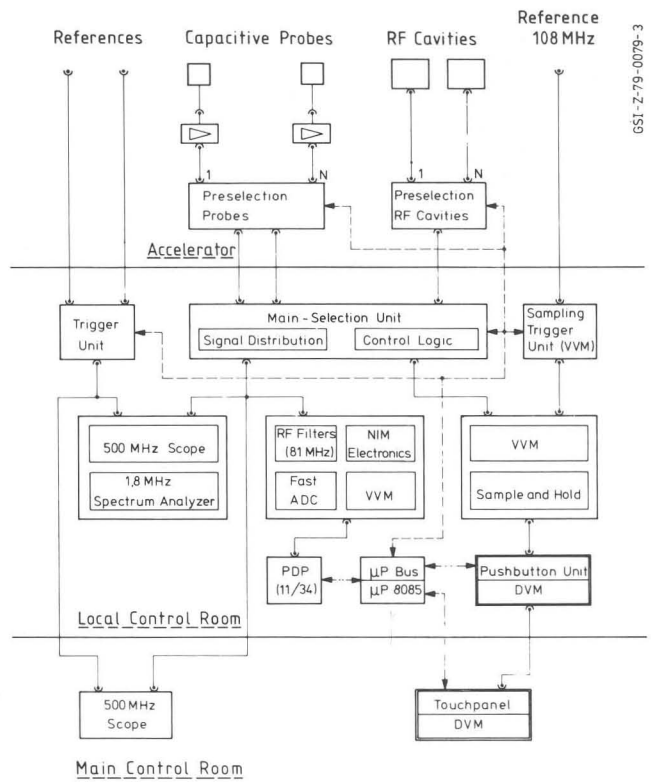 References
Capacitive Probes
RF Cavities
Reference
108 MHz
GSI-Z-79-0079-3
1
N
1
N
Preselection
Probes
Preselection
RF Cavities
Accelerator
Trigger
Unit
Main-Selection Unit
Signal Distribution
Control Logic
Sampling
Trigger
Unit (VVM)
500 MHz Scope
1,8 MHz
Spectrum Analyzer
RF Filters
(81 MHz)
NIM
Electronics
Fast
ADC
VVM
VVM
Sample and Hold
PDP
(11/34)
µP Bus
µP 8085
Pushbutton Unit
DVM
Local Control Room
500 MHz
Scope
Touchpanel
DVM
Main Control Room